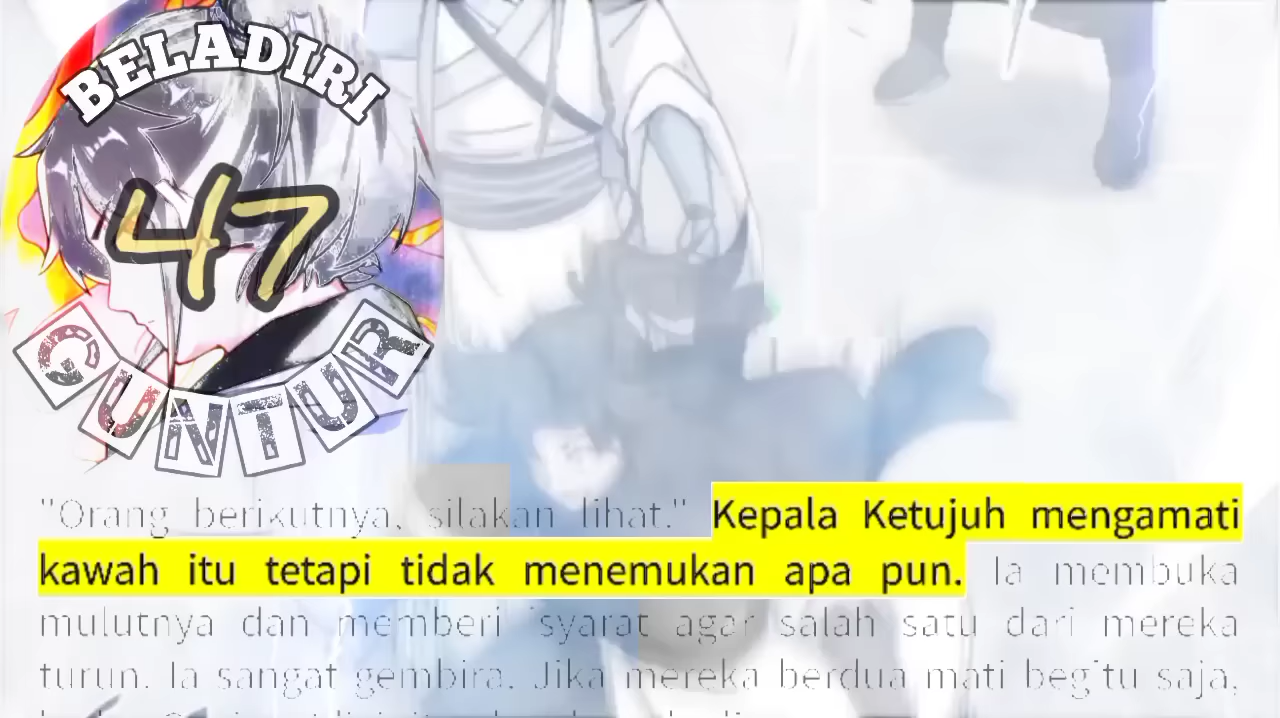 BELADIRI
47
GUNTUR
"Orang berikutnya, silakan lihat." Kepala Ketujuh mengamati
kawah itu tetapi tidak menemukan apa pun. Ia membuka
mulutnya dan memberi isyarat agar salah satu dari mereka
turun. Ia sangat gembira. Jika mereka berdua mati begitu saja,